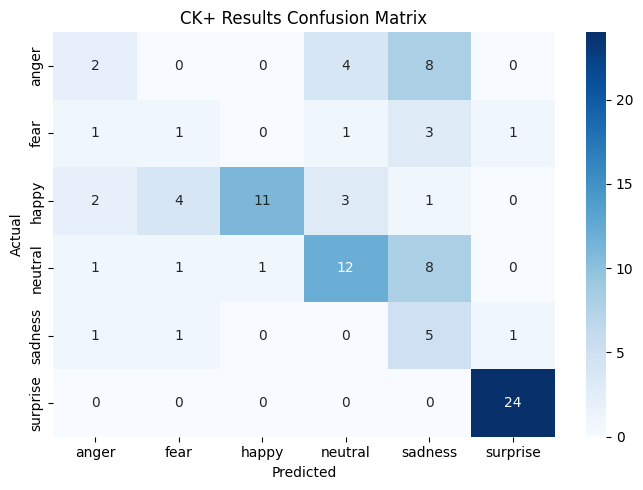 CK+ Results Confusion Matrix
Actual
anger 2 0 0 4 8 0
fear 1 1 0 1 3 1
happy 2 4 11 3 1 0
neutral 1 1 1 12 8 0
sadness 1 1 0 0 5 1
surprise 0 0 0 0 0 24
anger fear happy neutral sadness surprise
Predicted
20
15
10
5
0